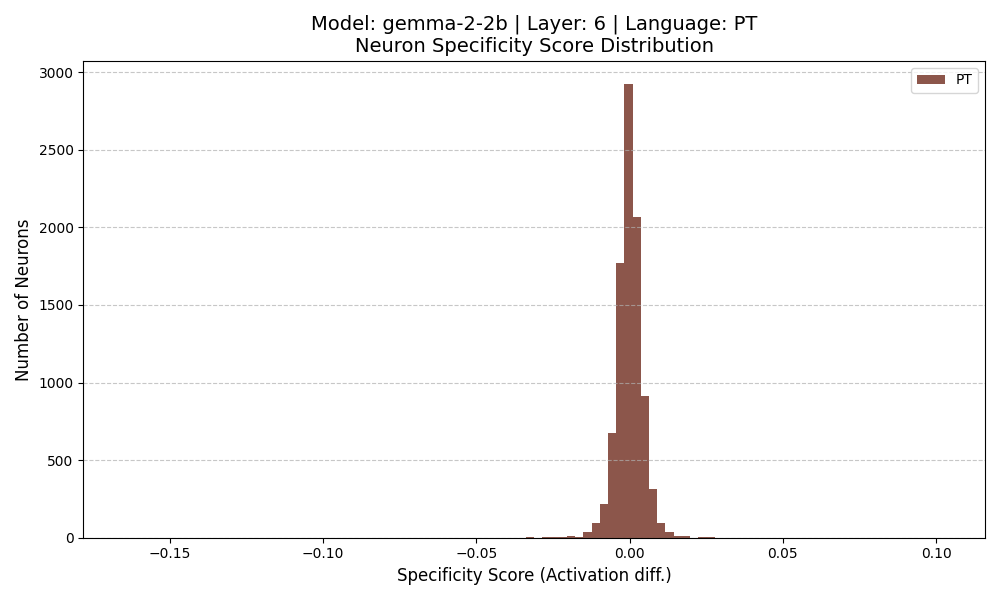 Model: gemma-2-2b | Layer: 6 | Language: PT
Neuron Specificity Score Distribution
PT
Number of Neurons
3000
2500
2000
1500
1000
500
0
−0.15 −0.10 −0.05 0.00 0.05 0.10
Specificity Score (Activation diff.)